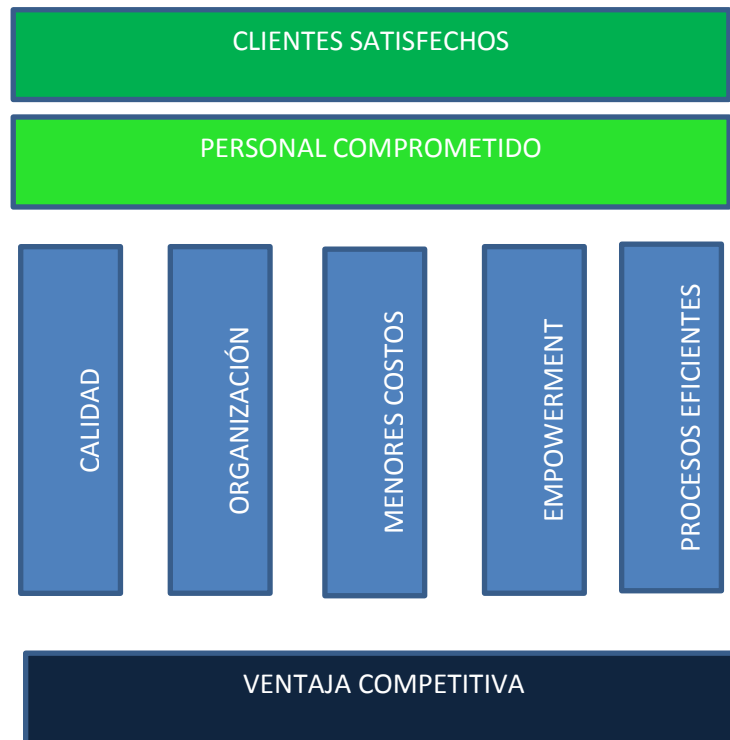 CLIENTES SATISFECHOS
PERSONAL COMPROMETIDO
CALIDAD
ORGANIZACIÓN
MENORES COSTOS
EMPOWERMENT
PROCESOS EFICIENTES
VENTAJA COMPETITIVA